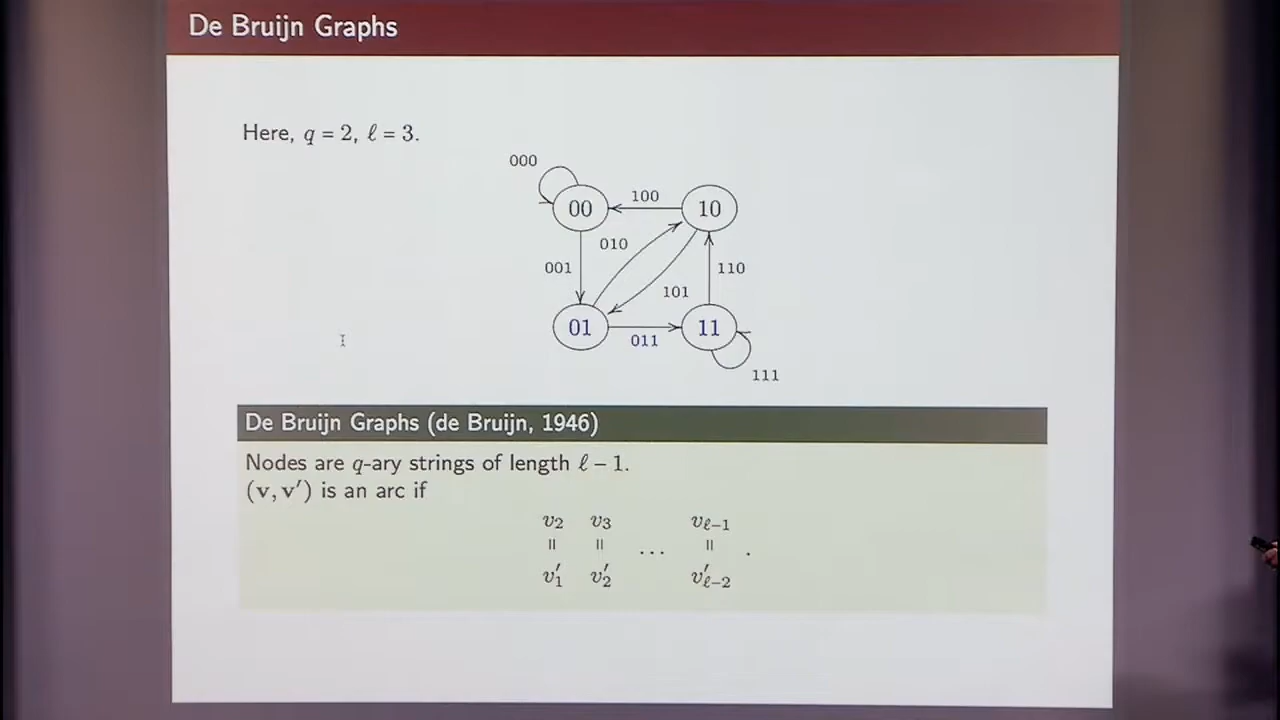 De Bruijn Graphs
Here, q = 2, ℓ = 3.
000
00
100
10
010
001
101
110
01
011
11
111
De Bruijn Graphs (de Bruijn, 1946)
Nodes are q-ary strings of length ℓ − 1.
(v, v′) is an arc if
v₂ v₃ vℓ₋₁
= = … = .
v′₁ v′₂ v′ℓ₋₂